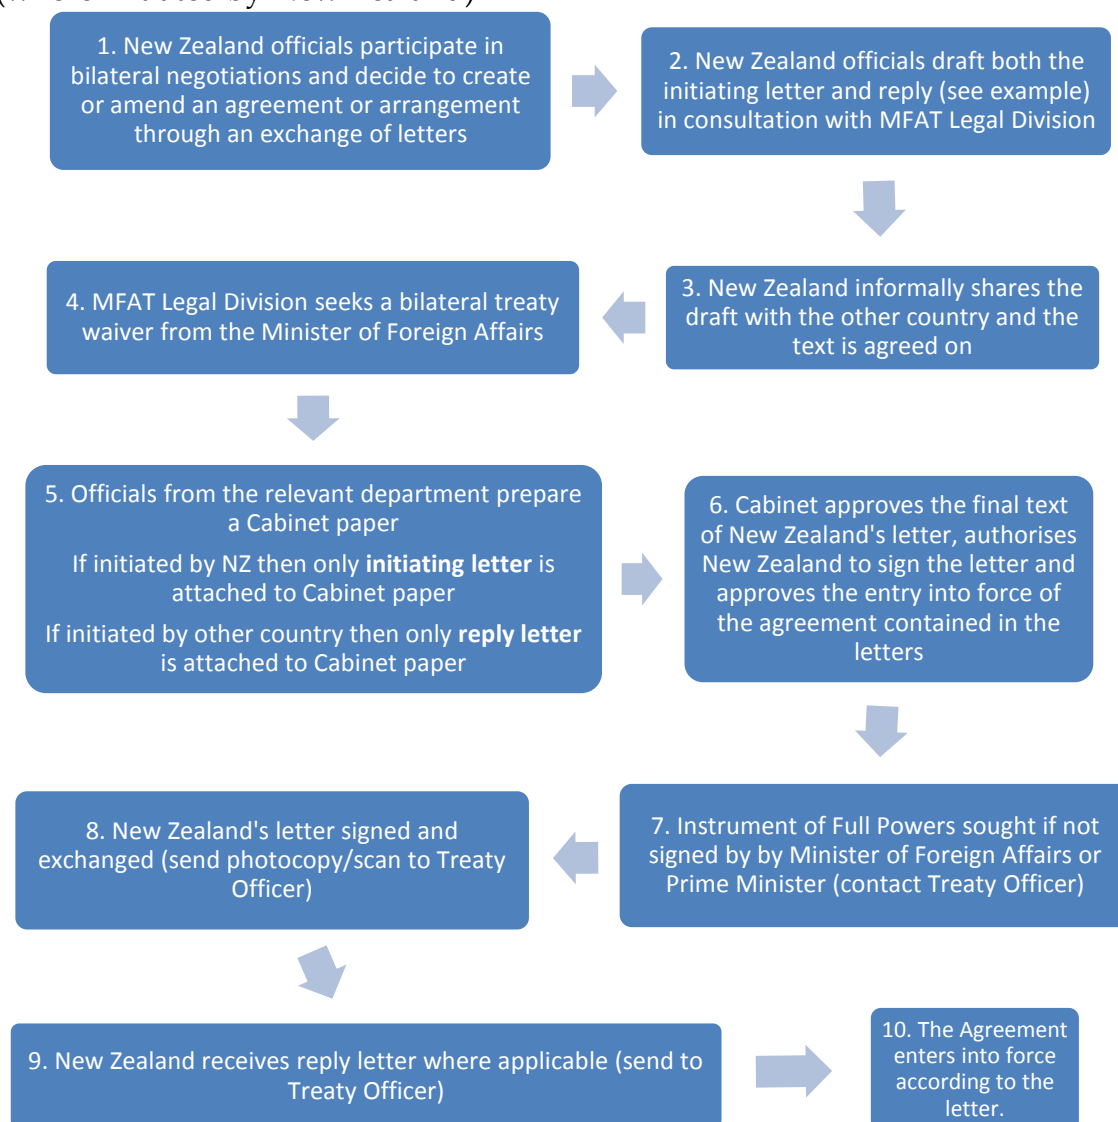 1. New Zealand officials participate in
bilateral negotiations and decide to create
or amend an agreement or arrangement
through an exchange of letters
2. New Zealand officials draft both the
initiating letter and reply (see example)
in consultation with MFAT Legal Division
3. New Zealand informally shares the
draft with the other country and the
text is agreed on
4. MFAT Legal Division seeks a bilateral treaty
waiver from the Minister of Foreign Affairs
5. Officials from the relevant department prepare
a Cabinet paper
If initiated by NZ then only initiating letter is
attached to Cabinet paper
If initiated by other country then only reply letter
is attached to Cabinet paper
6. Cabinet approves the final text
of New Zealand's letter, authorises
New Zealand to sign the letter and
approves the entry into force of
the agreement contained in the
letters
7. Instrument of Full Powers sought if not
signed by by Minister of Foreign Affairs or
Prime Minister (contact Treaty Officer)
8. New Zealand's letter signed and
exchanged (send photocopy/scan to Treaty
Officer)
9. New Zealand receives reply letter where applicable (send to
Treaty Officer)
10. The Agreement
enters into force
according to the
letter.